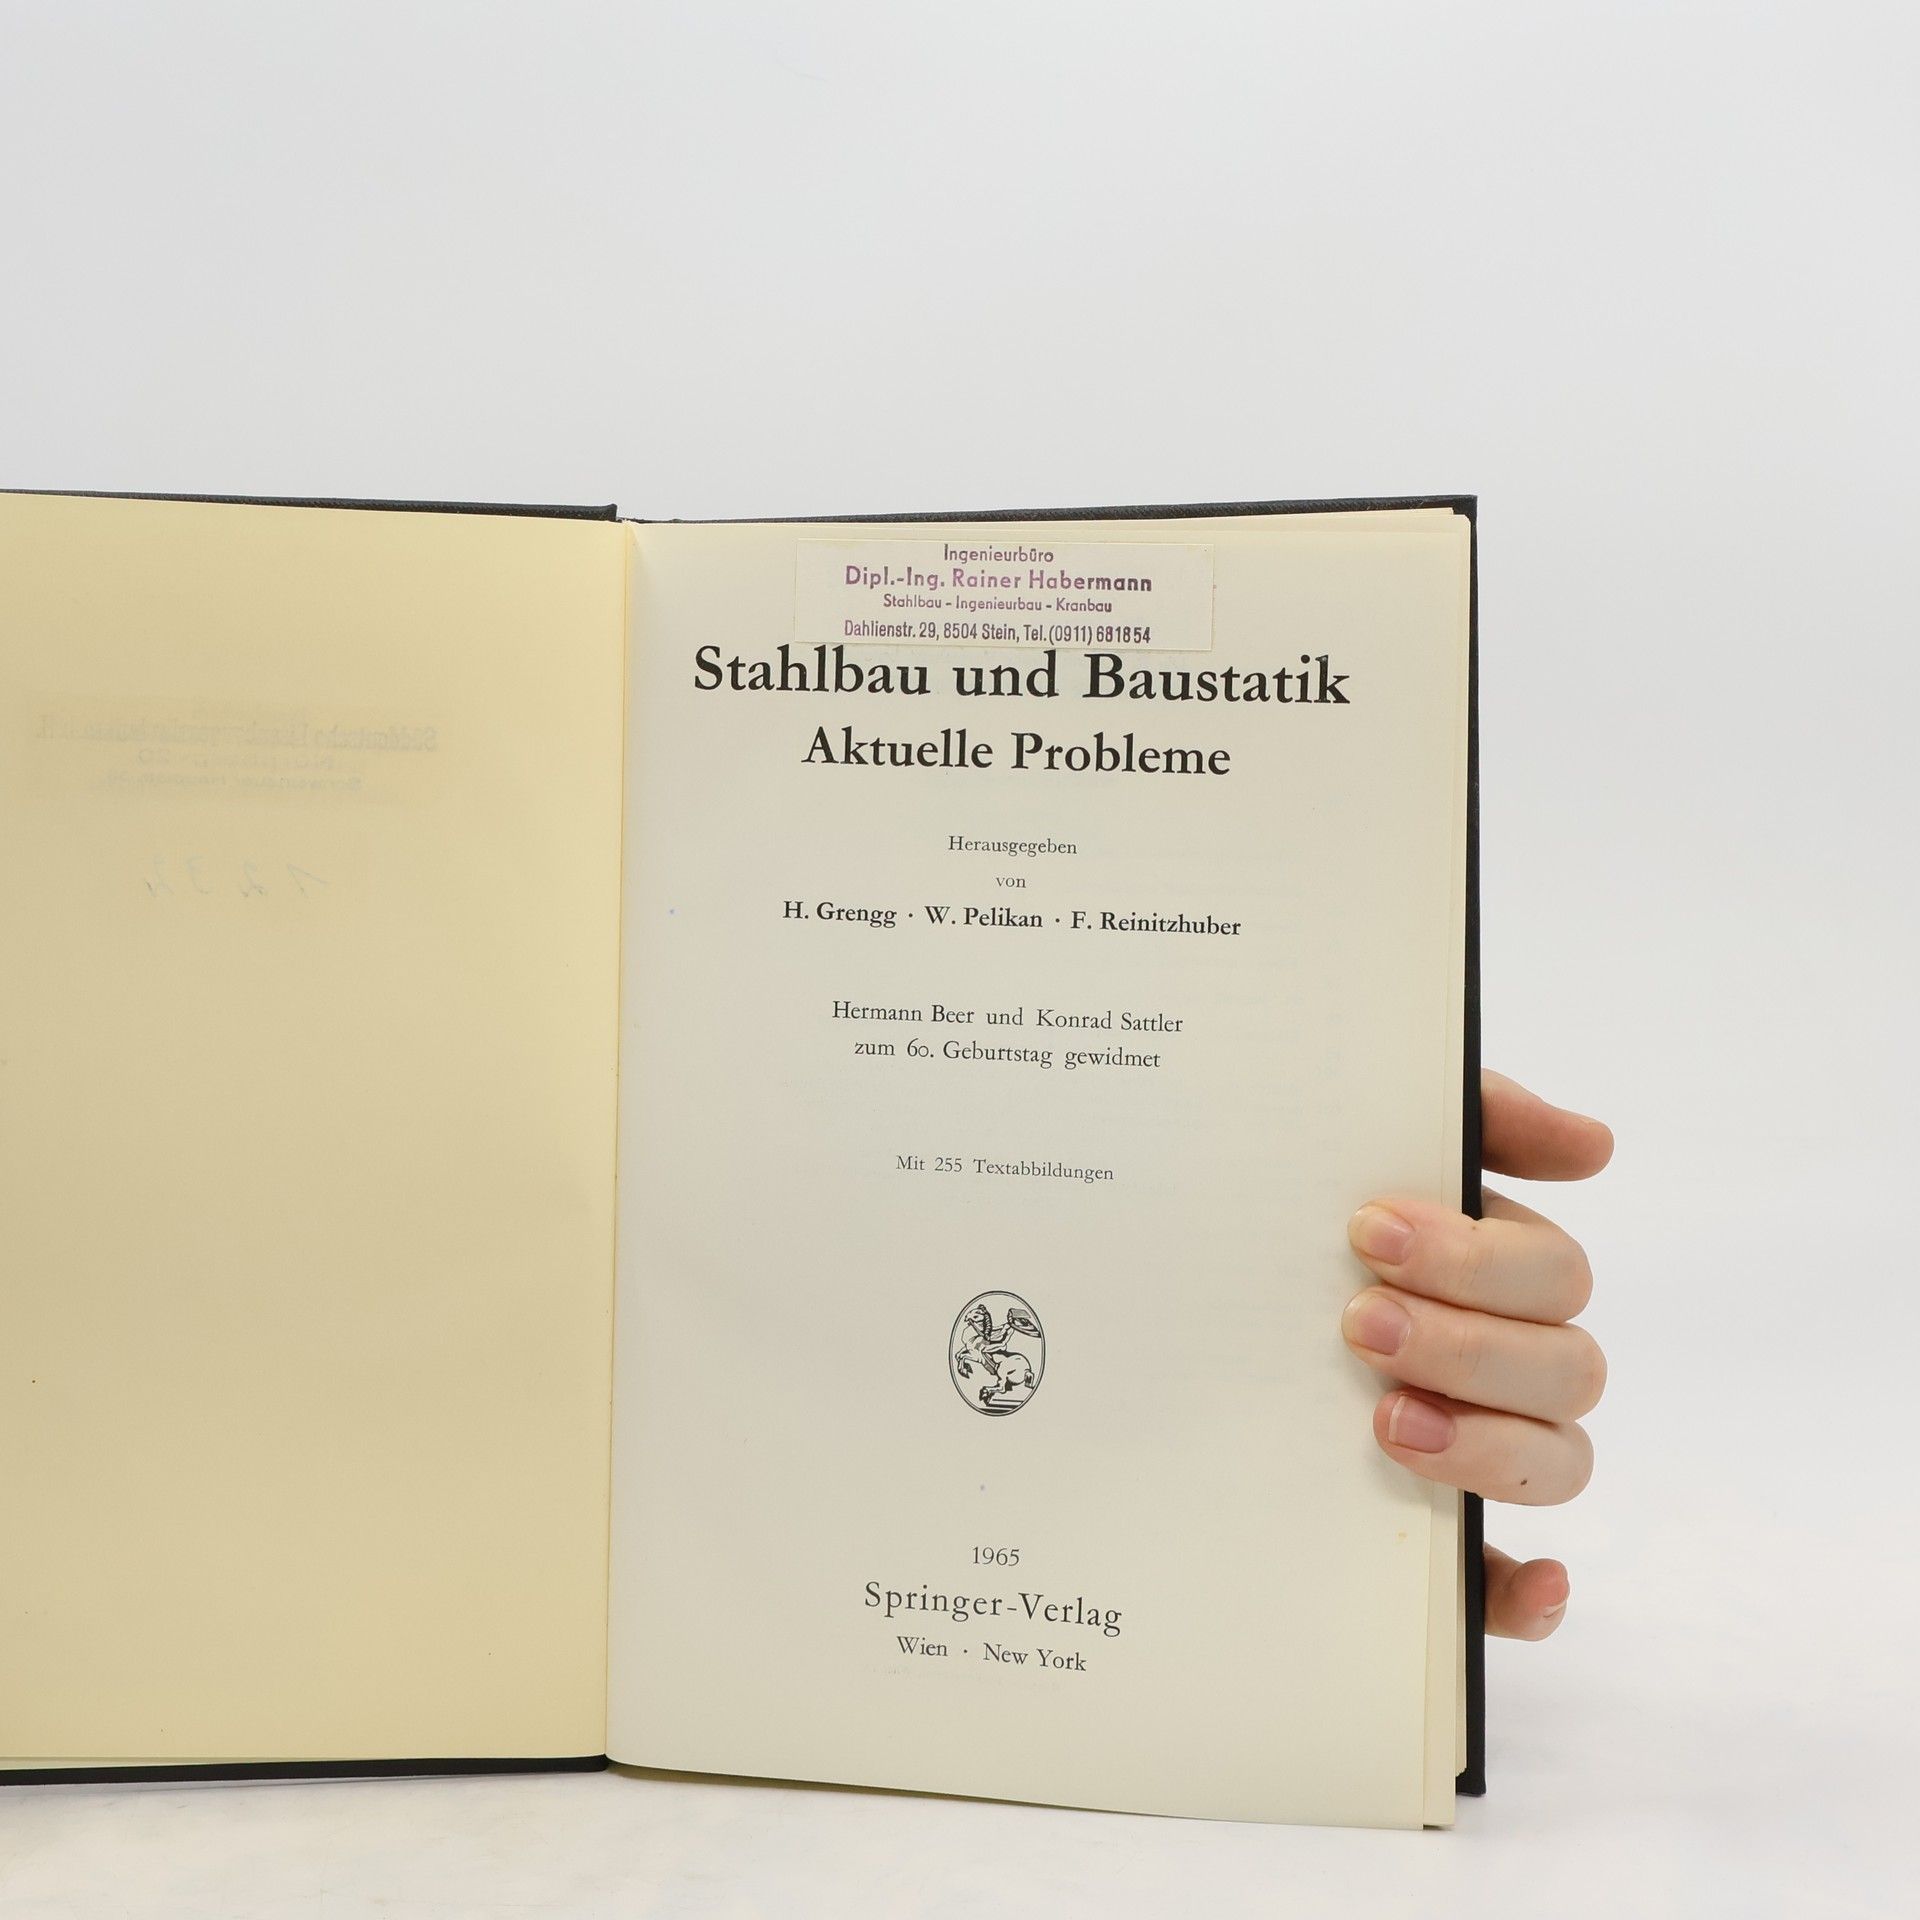 Ingenieurbüro
Dipl.-Ing. Rainer Habermann
Stahlbau - Ingenieurbau - Kranbau
Dahlienstr. 29, 8504 Stein, Tel. (0911) 681854
Stahlbau und Baustatik
Aktuelle Probleme
Herausgegeben
von
H. Grengg · W. Pelikan · F. Reinitzhuber
Hermann Beer und Konrad Sattler
zum 60. Geburtstag gewidmet
Mit 255 Textabbildungen
1965
Springer-Verlag
Wien · New York